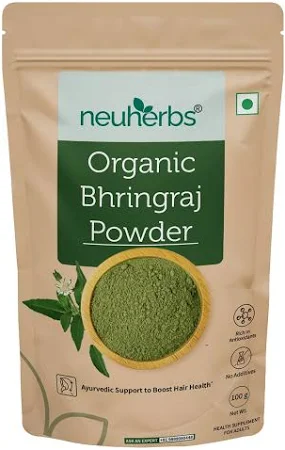 neuherbs®
Organic
Bhringraj
Powder
Rich in
Antioxidants
No Additives
100 g
Net Wt.
Ayurvedic Support to Boost Hair Health*
HEALTH SUPPLEMENT
FOR ADULTS